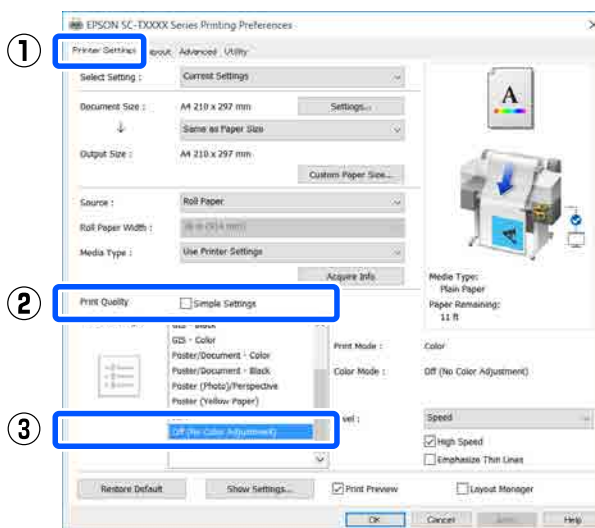 EPSON SC-TXXXX Series Printing Preferences
①
Printer Settings Layout Advanced Utility
Select Setting : Current Settings
Document Size : A4 210 x 297 mm Settings...
Same as Paper Size
Output Size : A4 210 x 297 mm
Custom Paper Size...
A
Source : Roll Paper
Roll Paper Width : 36 in (914 mm)
Media Type : Use Printer Settings
Acquire Info
Media Type:
Plain Paper
Paper Remaining:
11 ft
②
Print Quality Simple Settings
GIS - Color
Poster/Document - Color
Poster/Document - Black
Poster (Photo)/Perspective
Poster (Yellow Paper)
Print Mode : Color
Color Mode : Off (No Color Adjustment)
③
Off (No Color Adjustment)
Speed
High Speed
Emphasize Thin Lines
Restore Default Show Settings... Print Preview Layout Manager
OK Cancel Help